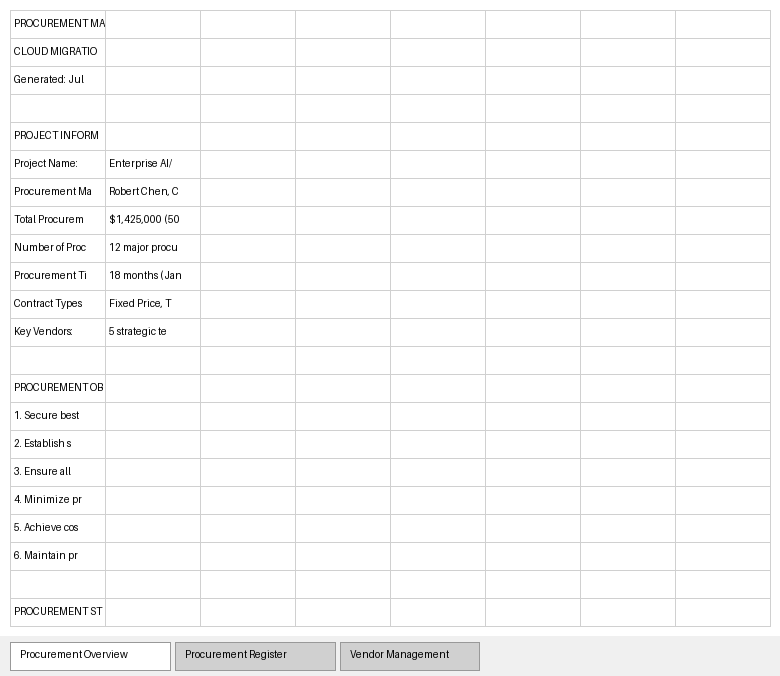 PROCUREMENT MA
CLOUD MIGRATIO
Generated: Jul
PROJECT INFORM
Project Name: Enterprise AI/
Procurement Ma Robert Chen, C
Total Procurem $1,425,000 (50
Number of Proc 12 major procu
Procurement Ti 18 months (Jan
Contract Types Fixed Price, T
Key Vendors: 5 strategic te
PROCUREMENT OB
1. Secure best
2. Establish s
3. Ensure all
4. Minimize pr
5. Achieve cos
6. Maintain pr
PROCUREMENT ST
Procurement Overview Procurement Register Vendor Management